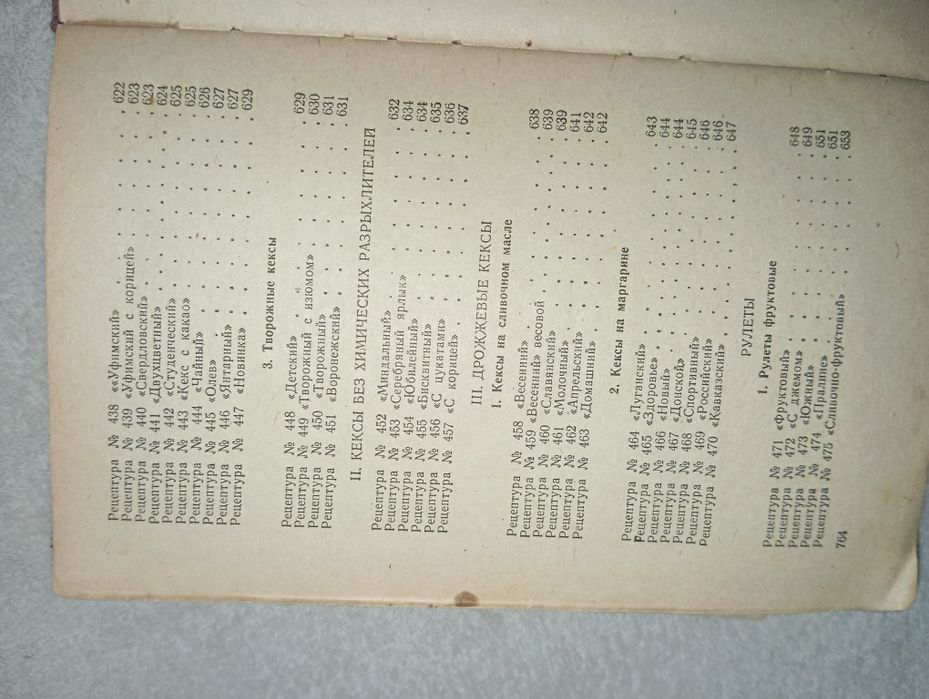 Рецептура № 438 ««Уфимский» . . . . . . . 622
Рецептура № 439 «Уфимский с корицей» . . . . . 623
Рецептура № 440 «Свердловский» . . . . . . 623
Рецептура № 441 «Двухцветный» . . . . . . 624
Рецептура № 442 «Студенческий» . . . . . . 625
Рецептура № 443 «Кекс с какао» . . . . . . 625
Рецептура № 444 «Чайный» . . . . . . . 626
Рецептура № 445 «Олев» . . . . . . . 627
Рецептура № 446 «Янтарный» . . . . . . . 627
Рецептура № 447 «Новинка» . . . . . . . 629
3. Творожные кексы
Рецептура № 448 «Детский» . . . . . . . 629
Рецептура № 449 «Творожный с изюмом» . . . . . 630
Рецептура № 450 «Творожный» . . . . . . 631
Рецептура № 451 «Воронежский» . . . . . . 631
II. КЕКСЫ БЕЗ ХИМИЧЕСКИХ РАЗРЫХЛИТЕЛЕЙ
Рецептура № 452 «Миндальный» . . . . . . 632
Рецептура № 453 «Серебряный ярлык» . . . . . 634
Рецептура № 454 «Юбилейный» . . . . . . 634
Рецептура № 455 «Бисквитный» . . . . . . 635
Рецептура № 456 «С цукатами» . . . . . . 636
Рецептура № 457 «С корицей» . . . . . . 637
III. ДРОЖЖЕВЫЕ КЕКСЫ
1. Кексы на сливочном масле
Рецептура № 458 «Весенний» . . . . . . . 638
Рецептура № 459 «Весенний» весовой . . . . . 639
Рецептура № 460 «Славянский» . . . . . . 639
Рецептура № 461 «Молочный» . . . . . . . 641
Рецептура № 462 «Апрельский» . . . . . . 642
Рецептура № 463 «Домашний» . . . . . . . 642
2. Кексы на маргарине
Рецептура № 464 «Луганский» . . . . . . 643
Рецептура № 465 «Здоровье» . . . . . . . 644
Рецептура № 466 «Новый» . . . . . . . 644
Рецептура № 467 «Донской» . . . . . . . 645
Рецептура № 468 «Спортивный» . . . . . . 646
Рецептура № 469 «Российский» . . . . . . 646
Рецептура № 470 «Кавказский» . . . . . . 647
РУЛЕТЫ
1. Рулеты фруктовые
Рецептура № 471 «Фруктовый» . . . . . . 648
Рецептура № 472 «С джемом» . . . . . . . 649
Рецептура № 473 «Южный» . . . . . . . 651
Рецептура № 474 «Пралине» . . . . . . . 651
Рецептура № 475 «Сливочно-фруктовый» . . . . . 653
764